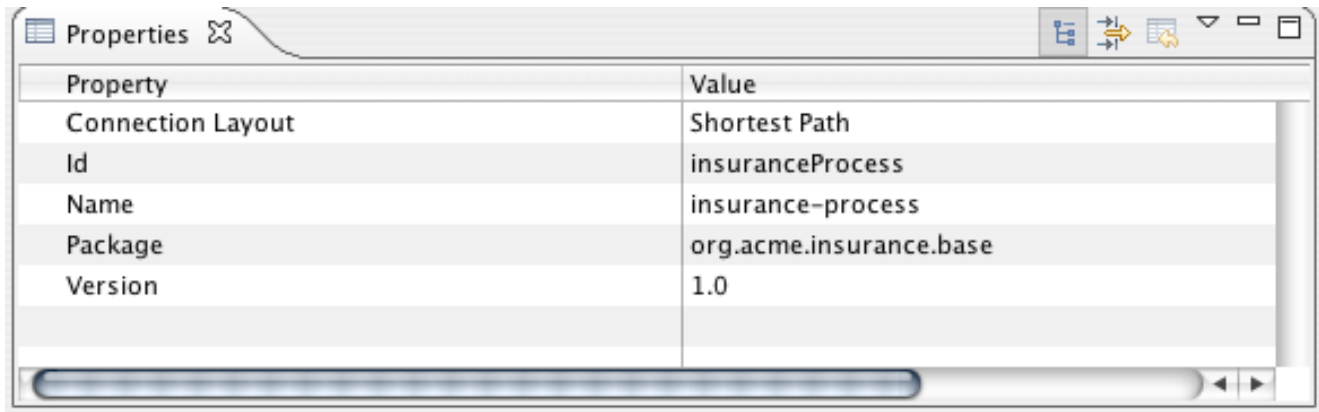 Properties
Property Value
Connection Layout Shortest Path
Id insuranceProcess
Name insurance-process
Package org.acme.insurance.base
Version 1.0